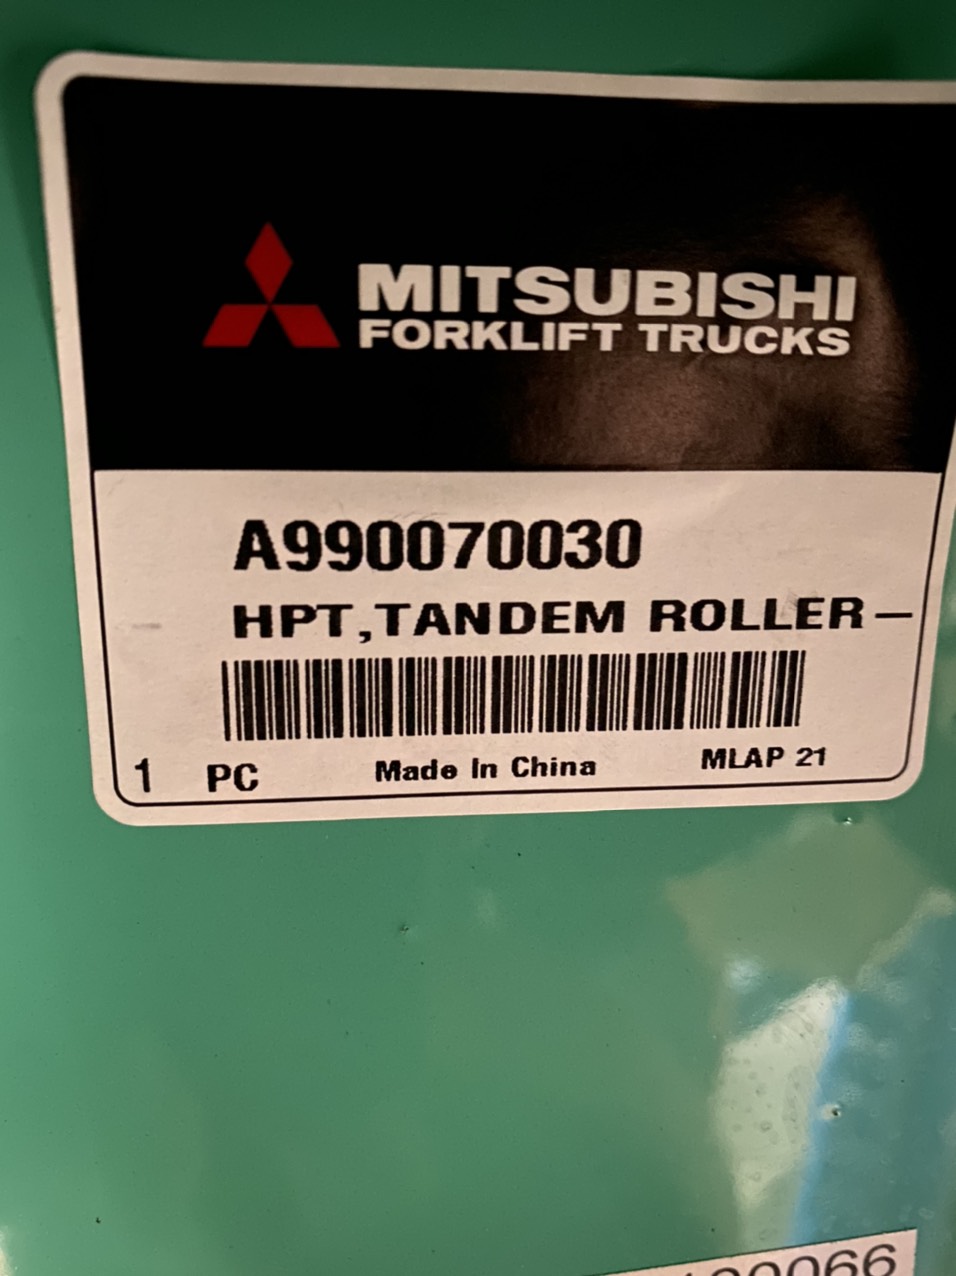 MITSUBISHI
FORKLIFT TRUCKS
A990070030
HPT,TANDEM ROLLER-
1 PC Made In China MLAP 21